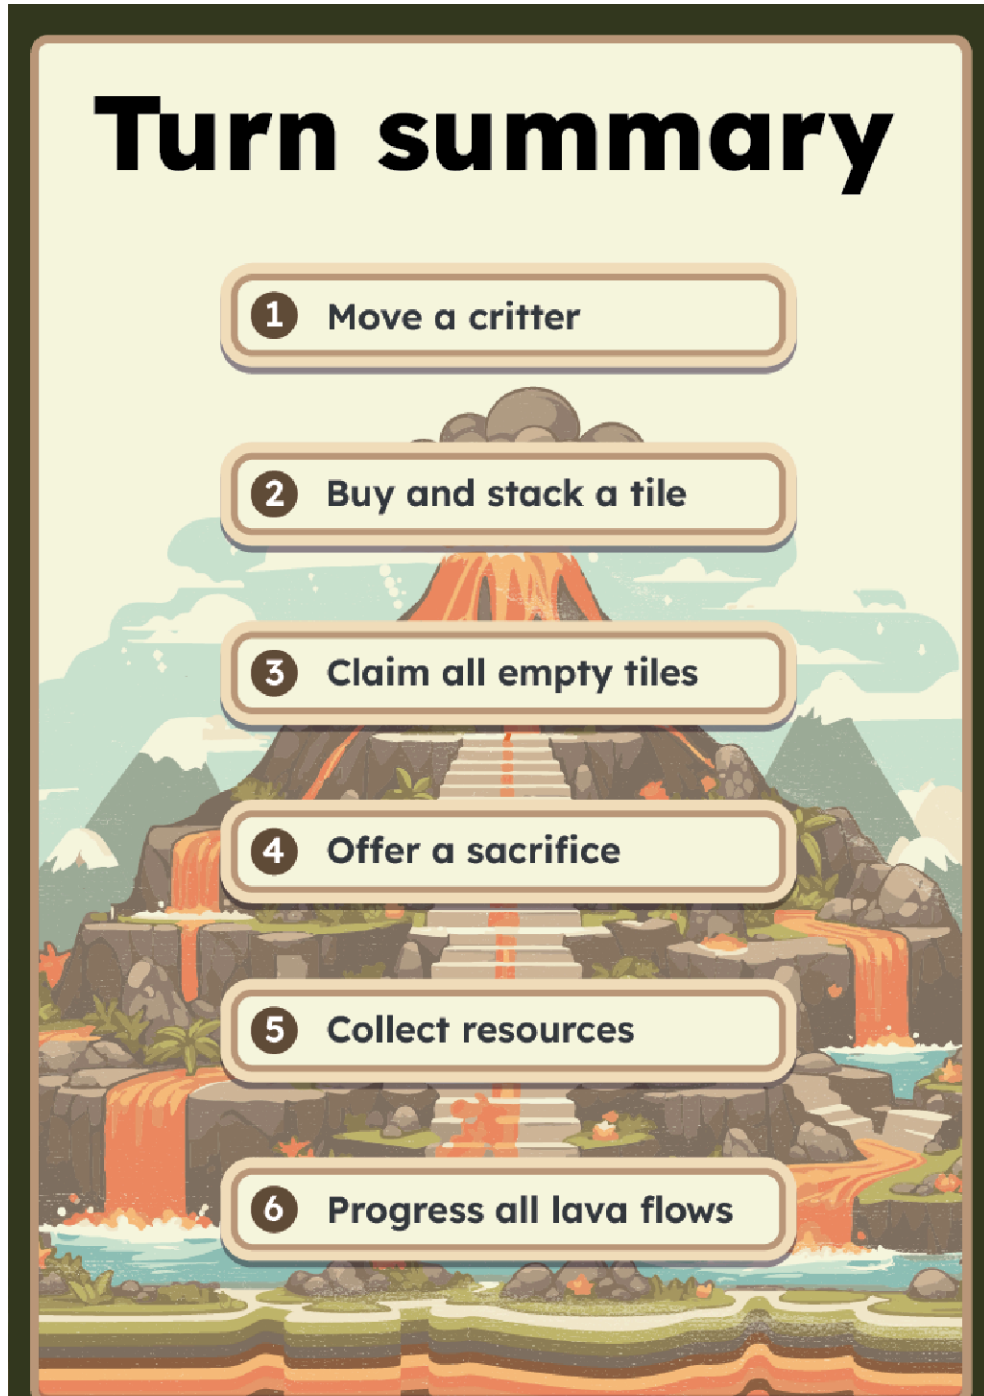 Turn summary
1 Move a critter
2 Buy and stack a tile
3 Claim all empty tiles
4 Offer a sacrifice
5 Collect resources
6 Progress all lava flows